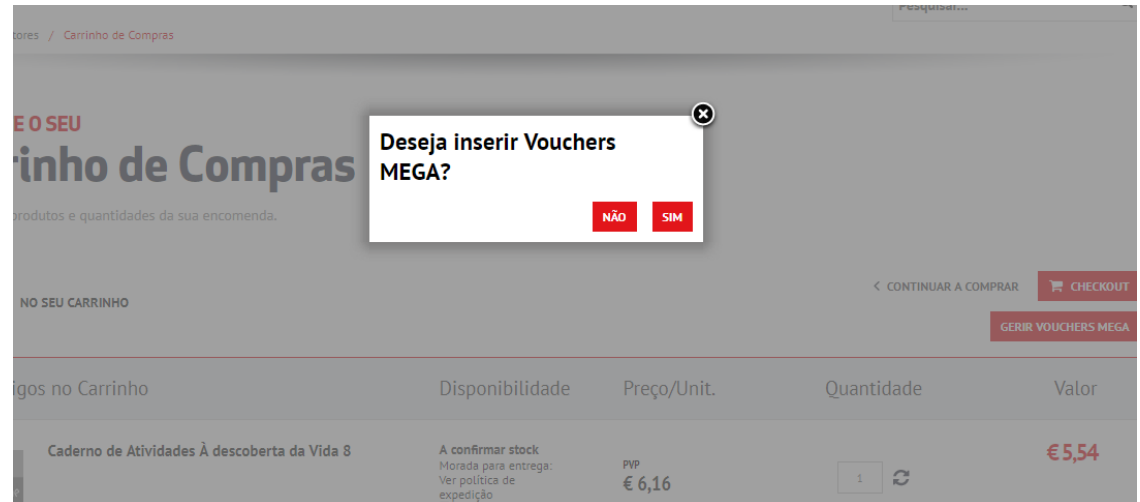 Pesquisar...
tores / Carrinho de Compras
E O SEU
rinho de Compras
produtos e quantidades da sua encomenda.
Deseja inserir Vouchers
MEGA?
NÃO SIM
NO SEU CARRINHO
CONTINUAR A COMPRAR CHECKOUT
GERIR VOUCHERS MEGA
igos no Carrinho Disponibilidade Preço/Unit. Quantidade Valor
Caderno de Atividades À descoberta da Vida 8
A confirmar stock
Morada para entrega:
Ver política de
expedição
PVP
€ 6,16
1
€ 5,54